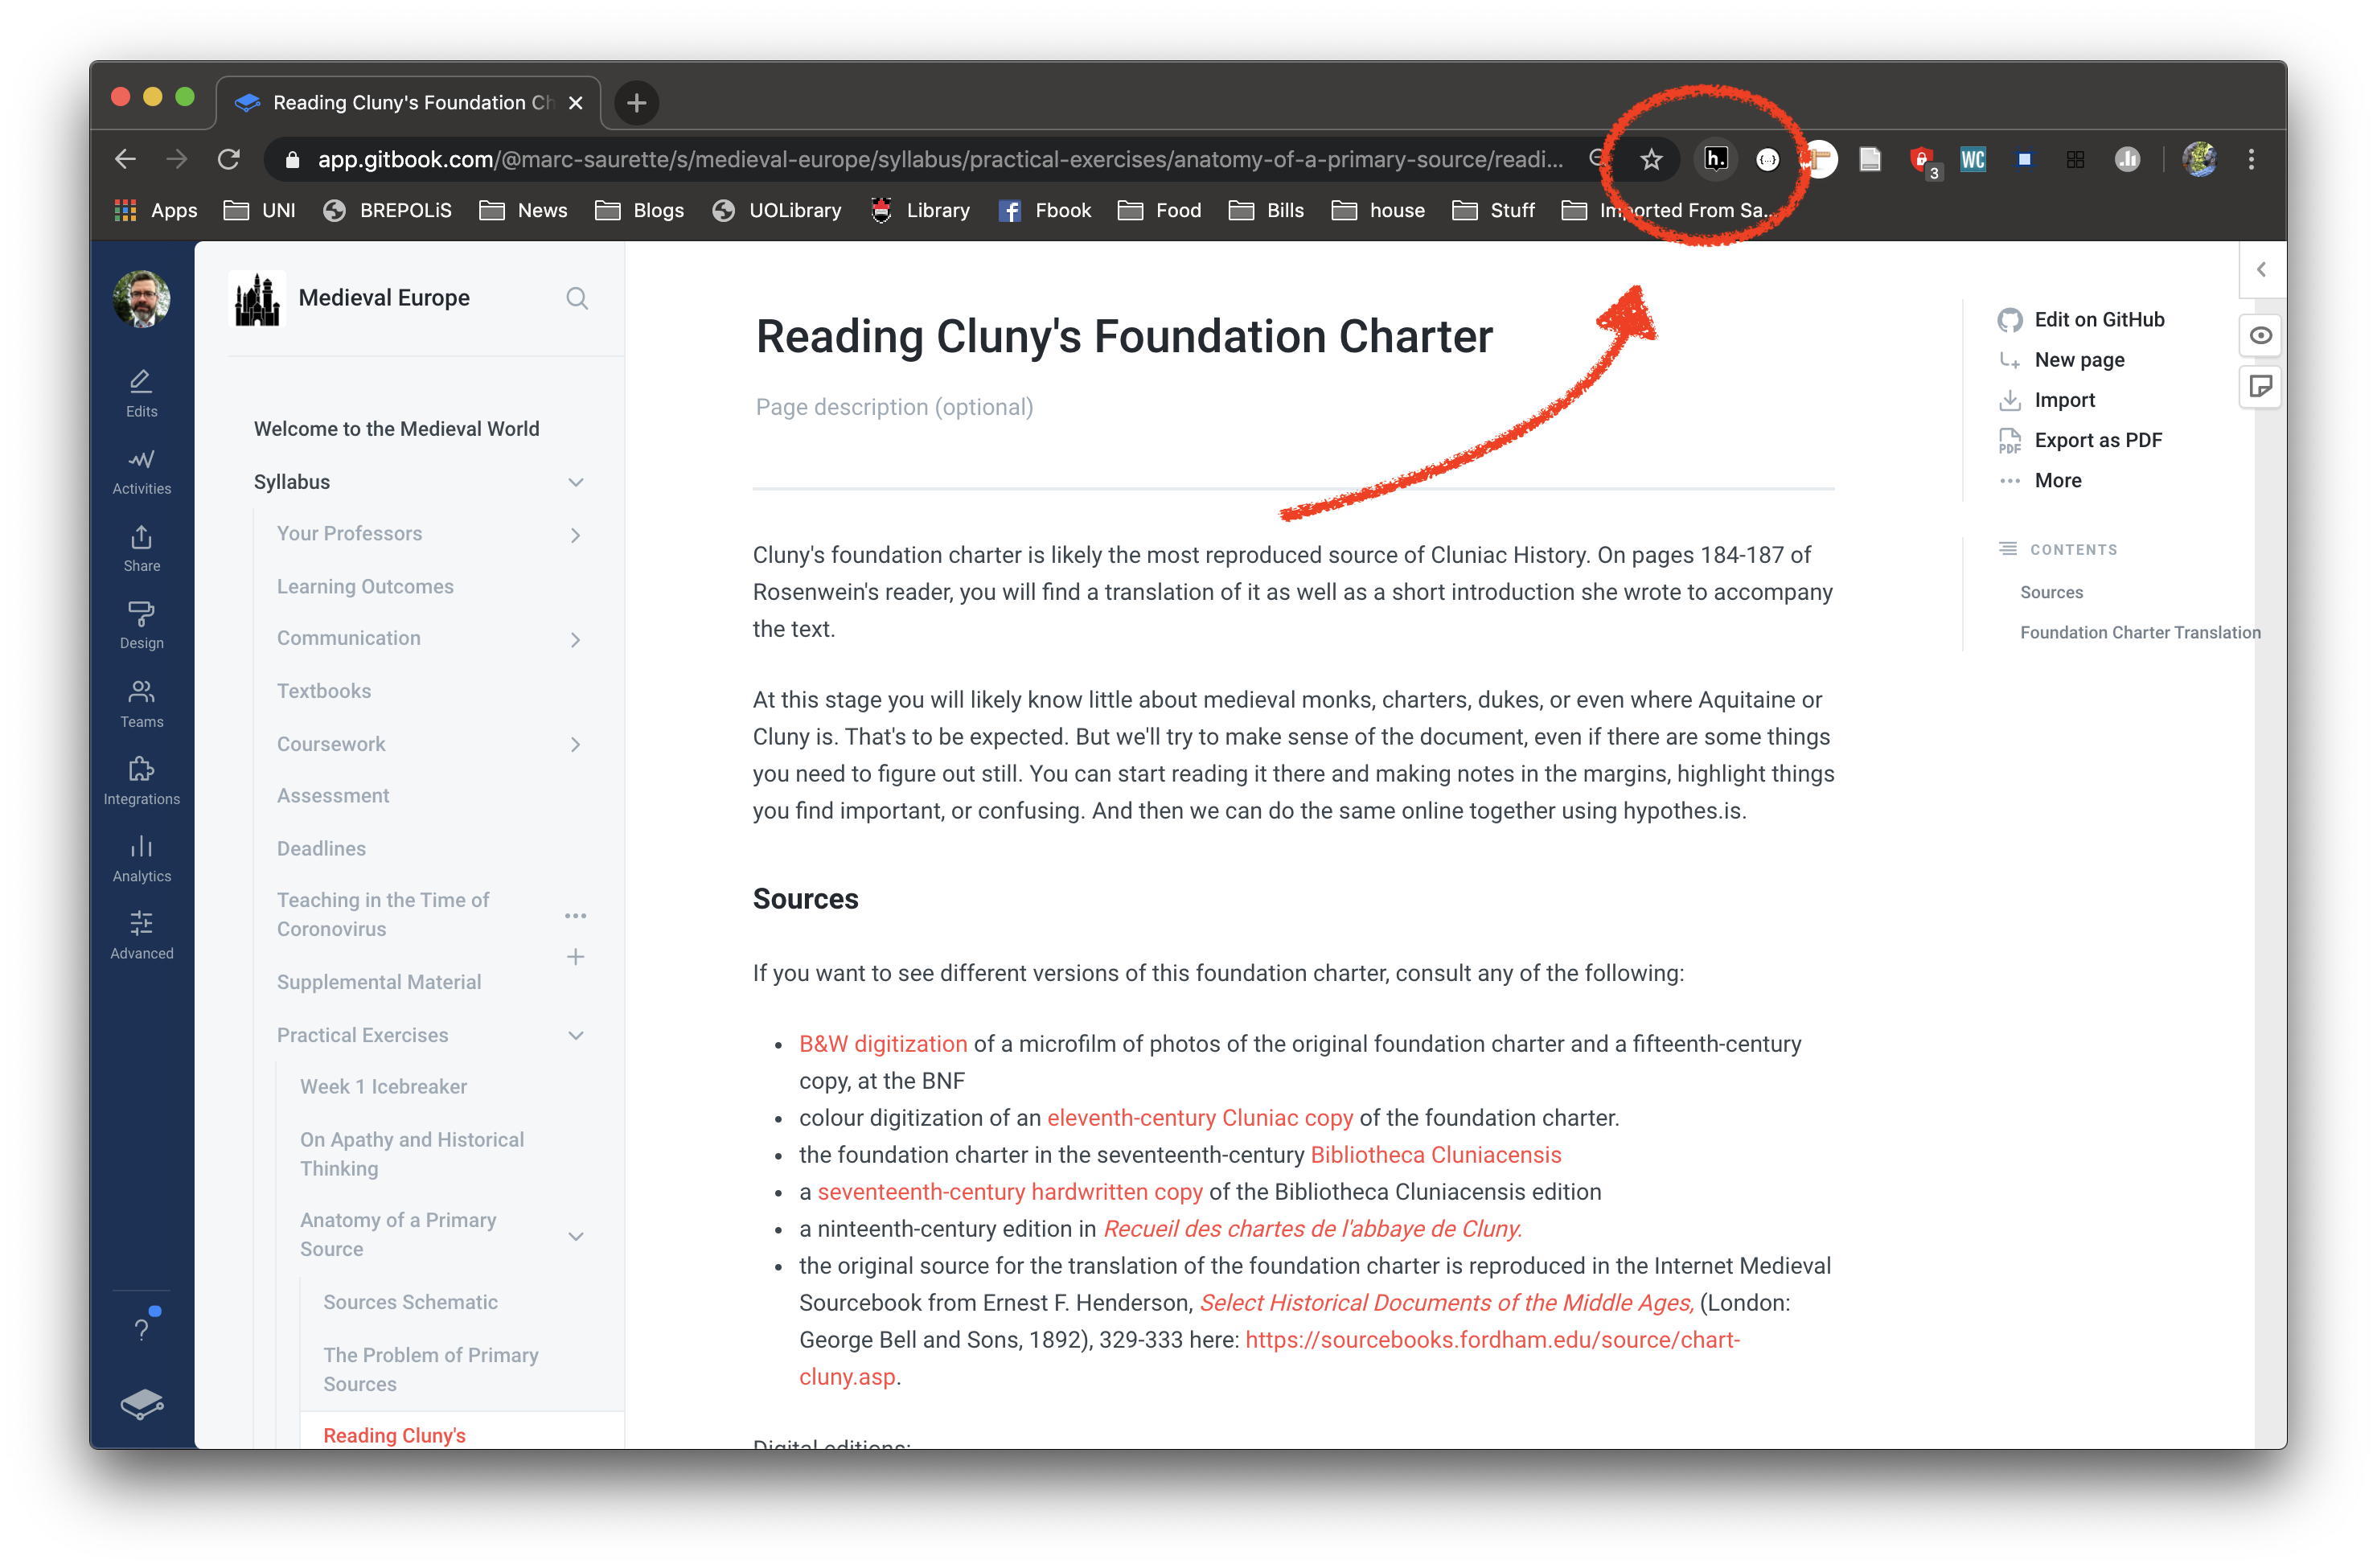 Reading Cluny's Foundation Ch
app.gitbook.com/@marc-saurette/s/medieval-europe/syllabus/practical-exercises/anatomy-of-a-primary-source/readi...
h.
{...}
3
WC
Apps
UNI
BREPOLiS
News
Blogs
UOLibrary
Library
Fbook
Food
Bills
house
Stuff
Imported From Sa...
Edits
Activities
Share
Design
Teams
Integrations
Analytics
Advanced
?
Medieval Europe
Welcome to the Medieval World
Syllabus
Your Professors
Learning Outcomes
Communication
Textbooks
Coursework
Assessment
Deadlines
Teaching in the Time of
Coronovirus
Supplemental Material
Practical Exercises
Week 1 Icebreaker
On Apathy and Historical
Thinking
Anatomy of a Primary
Source
Sources Schematic
The Problem of Primary
Sources
Reading Cluny's
Reading Cluny's Foundation Charter
Page description (optional)
Cluny's foundation charter is likely the most reproduced source of Cluniac History. On pages 184-187 of
Rosenwein's reader, you will find a translation of it as well as a short introduction she wrote to accompany
the text.
At this stage you will likely know little about medieval monks, charters, dukes, or even where Aquitaine or
Cluny is. That's to be expected. But we'll try to make sense of the document, even if there are some things
you need to figure out still. You can start reading it there and making notes in the margins, highlight things
you find important, or confusing. And then we can do the same online together using hypothes.is.
Sources
If you want to see different versions of this foundation charter, consult any of the following:
• B&W digitization of a microfilm of photos of the original foundation charter and a fifteenth-century
copy, at the BNF
• colour digitization of an eleventh-century Cluniac copy of the foundation charter.
• the foundation charter in the seventeenth-century Bibliotheca Cluniacensis
• a seventeenth-century hardwritten copy of the Bibliotheca Cluniacensis edition
• a ninteenth-century edition in Recueil des chartes de l'abbaye de Cluny.
• the original source for the translation of the foundation charter is reproduced in the Internet Medieval
Sourcebook from Ernest F. Henderson, Select Historical Documents of the Middle Ages, (London:
George Bell and Sons, 1892), 329-333 here: https://sourcebooks.fordham.edu/source/chart-
cluny.asp.
Digital editions:
Edit on GitHub
New page
Import
PDF
Export as PDF
More
CONTENTS
Sources
Foundation Charter Translation